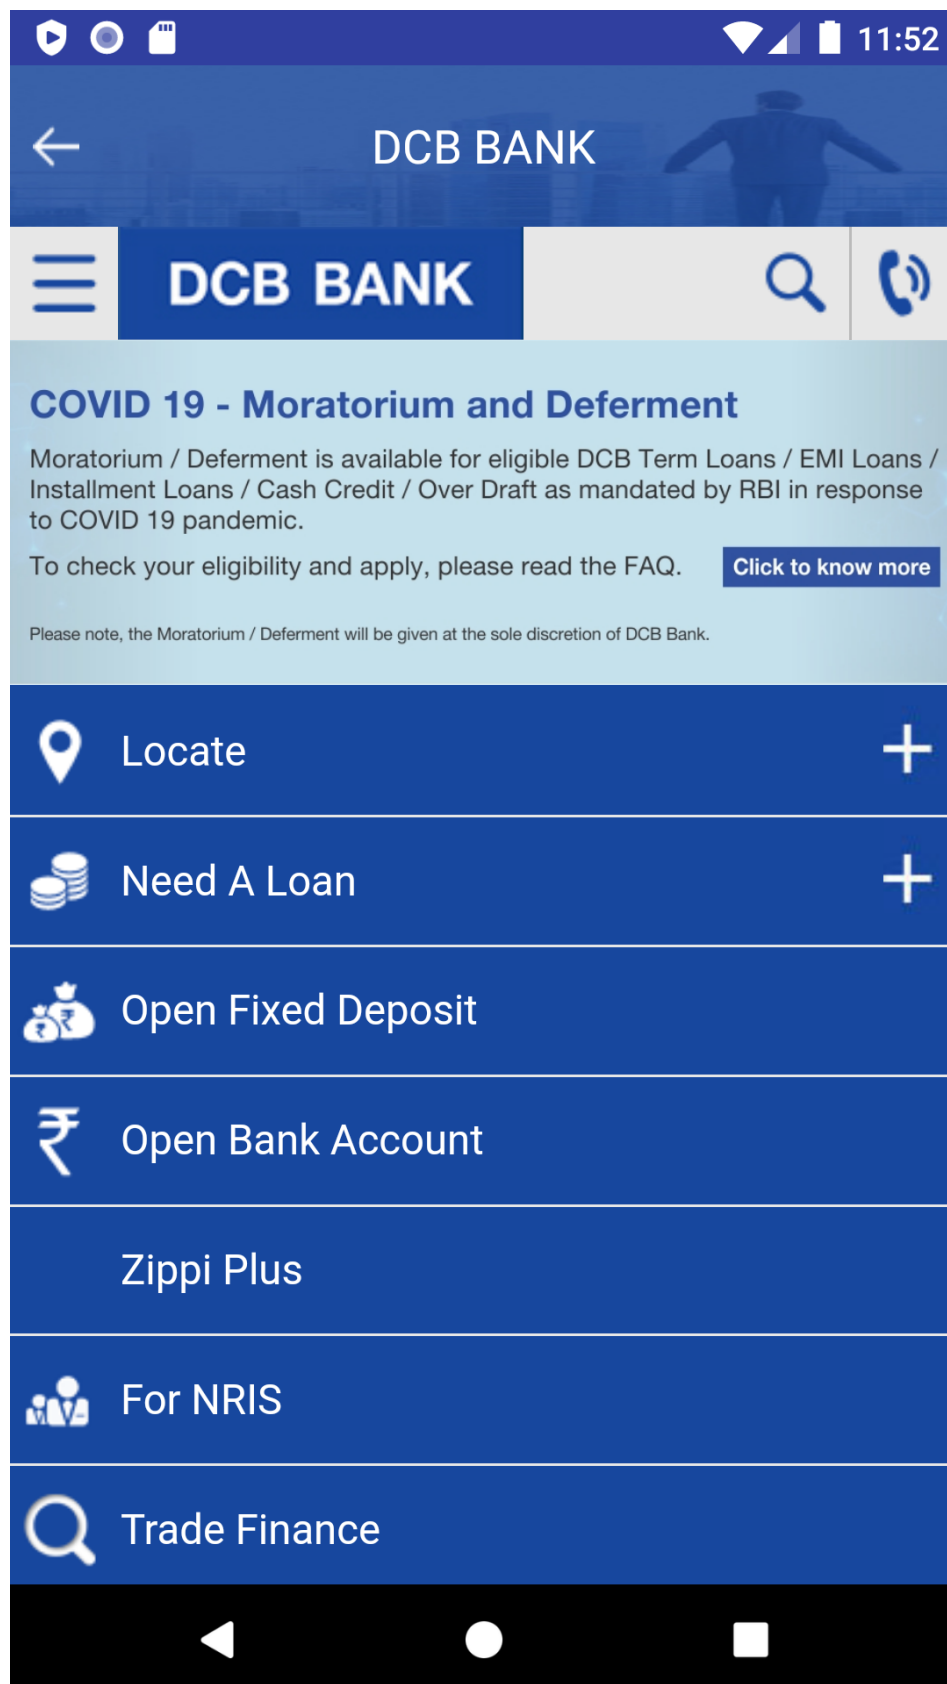 11:52
DCB BANK
DCB BANK
COVID 19 - Moratorium and Deferment
Moratorium / Deferment is available for eligible DCB Term Loans / EMI Loans /
Installment Loans / Cash Credit / Over Draft as mandated by RBI in response
to COVID 19 pandemic.
To check your eligibility and apply, please read the FAQ. Click to know more
Please note, the Moratorium / Deferment will be given at the sole discretion of DCB Bank.
Locate
Need A Loan
Open Fixed Deposit
Open Bank Account
Zippi Plus
For NRIS
Trade Finance